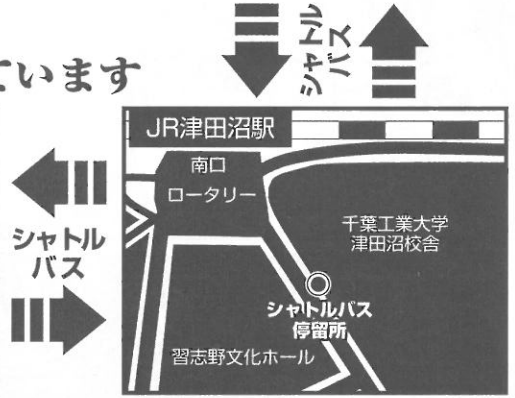 ています
シャトル
バス
JR津田沼駅
南口
ロータリー
千葉工業大学
津田沼校舎
シャトル
バス
シャトルバス
停留所
習志野文化ホール